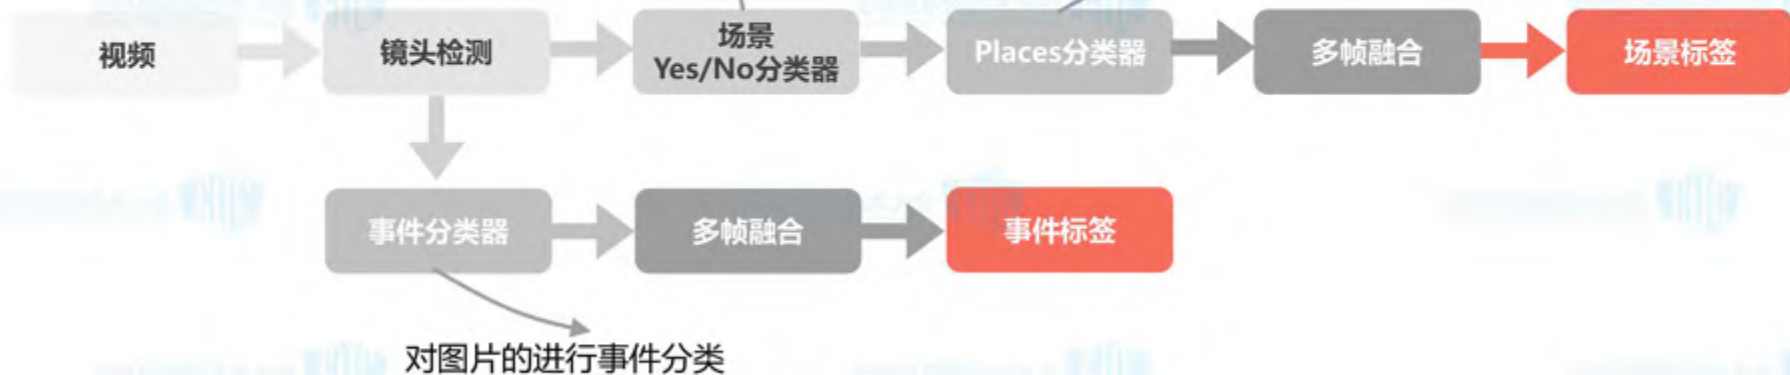 视频
镜头检测
场景
Yes/No分类器
Places分类器
多帧融合
场景标签
事件分类器
多帧融合
事件标签
对图片的进行事件分类